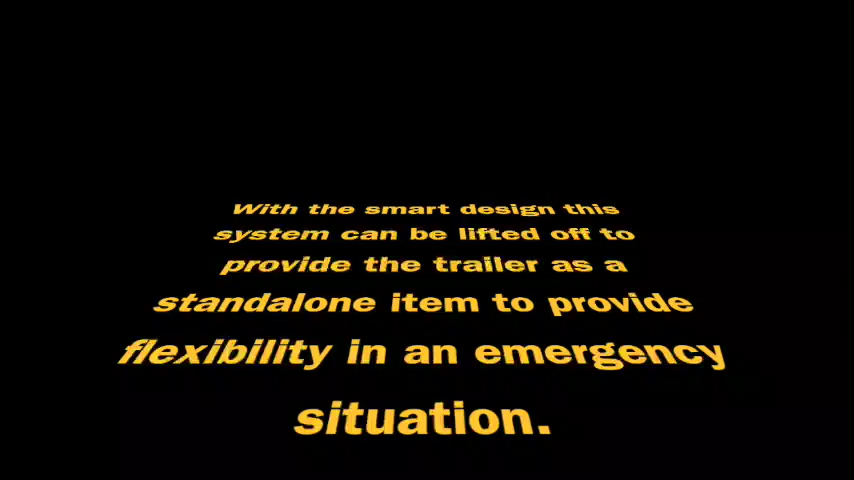 With the smart design this
system can be lifted off to
provide the trailer as a
standalone item to provide
flexibility in an emergency
situation.